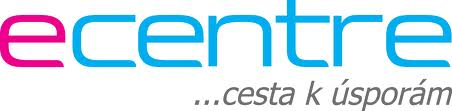 ecentre
...cesta k úsporám